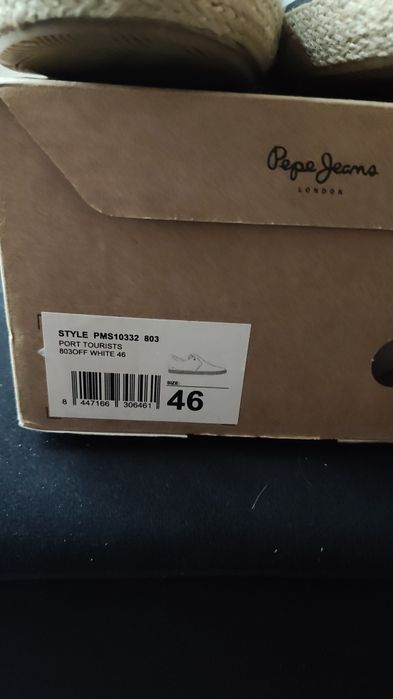 Pepe Jeans
LONDON
STYLE PMS10332 803
PORT TOURISTS
803OFF WHITE 46
SIZE:
46
8 447166 306461